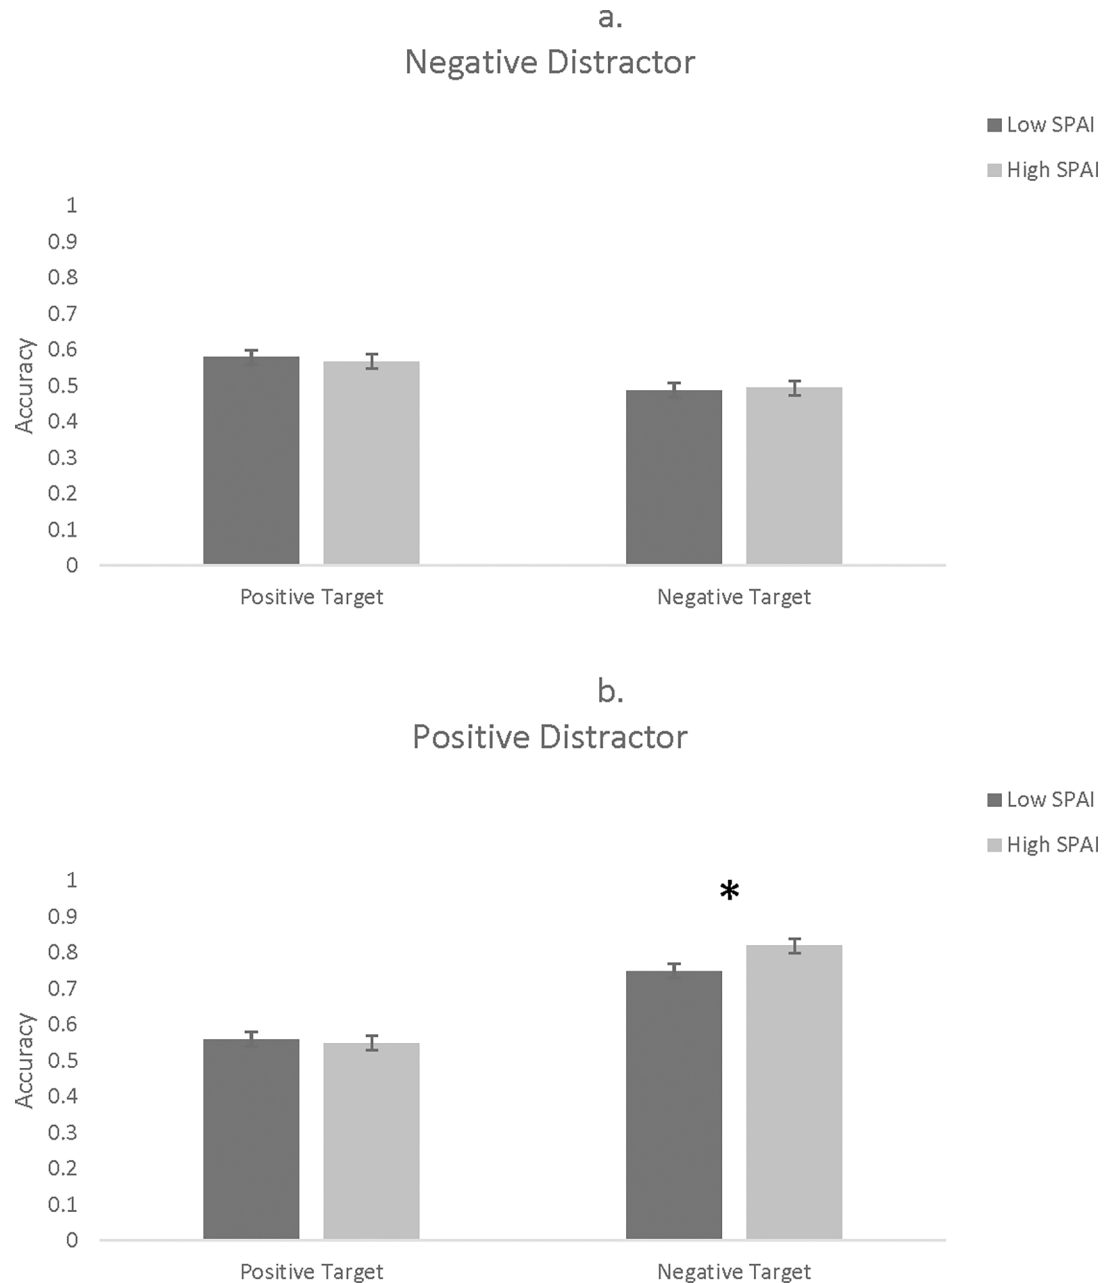 a.
Negative Distractor
Low SPAI
High SPAI
1
0.9
0.8
0.7
0.6
0.5
0.4
0.3
0.2
0.1
0
Accuracy
Positive Target Negative Target
b.
Positive Distractor
Low SPAI
High SPAI
*
1
0.9
0.8
0.7
0.6
0.5
0.4
0.3
0.2
0.1
0
Accuracy
Positive Target Negative Target